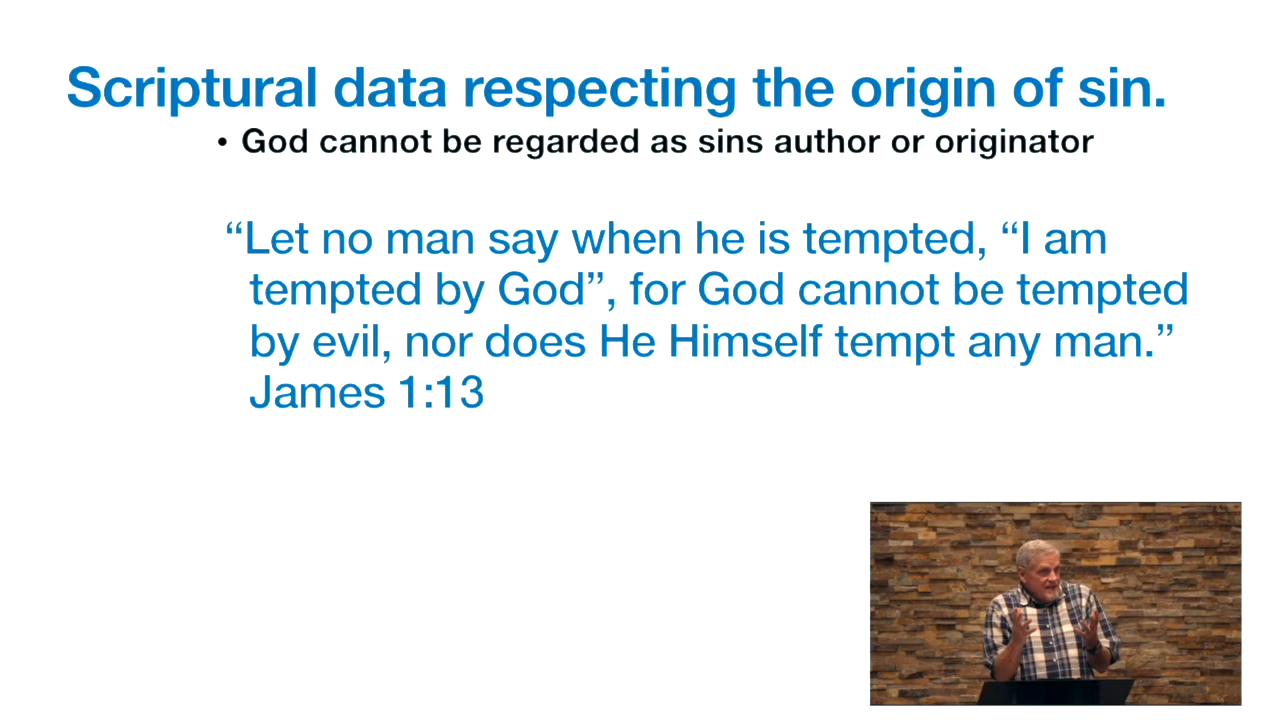 Scriptural data respecting the origin of sin.
• God cannot be regarded as sins author or originator
“Let no man say when he is tempted, “I am
tempted by God”, for God cannot be tempted
by evil, nor does He Himself tempt any man.”
James 1:13